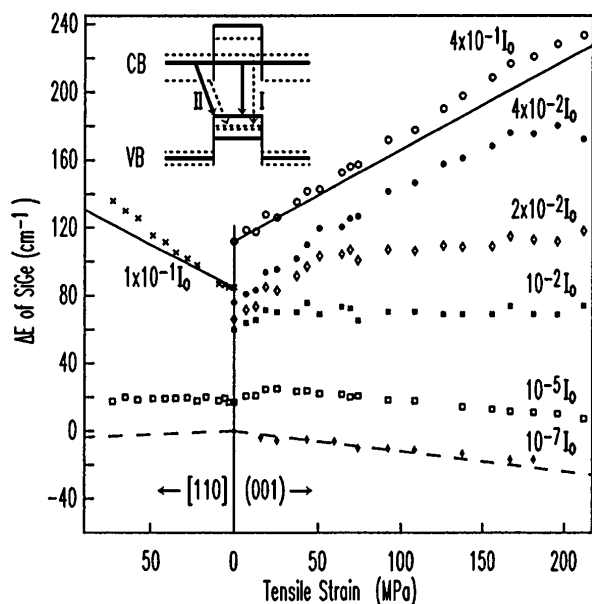 240
200
160
120
80
40
0
-40
ΔE of SiGe (cm⁻¹)
CB
VB
II
I
4x10⁻¹I₀
4x10⁻²I₀
2x10⁻²I₀
10⁻²I₀
10⁻⁵I₀
10⁻⁷I₀
1x10⁻¹I₀
← [110] (001) →
50 0 50 100 150 200
Tensile Strain (MPa)